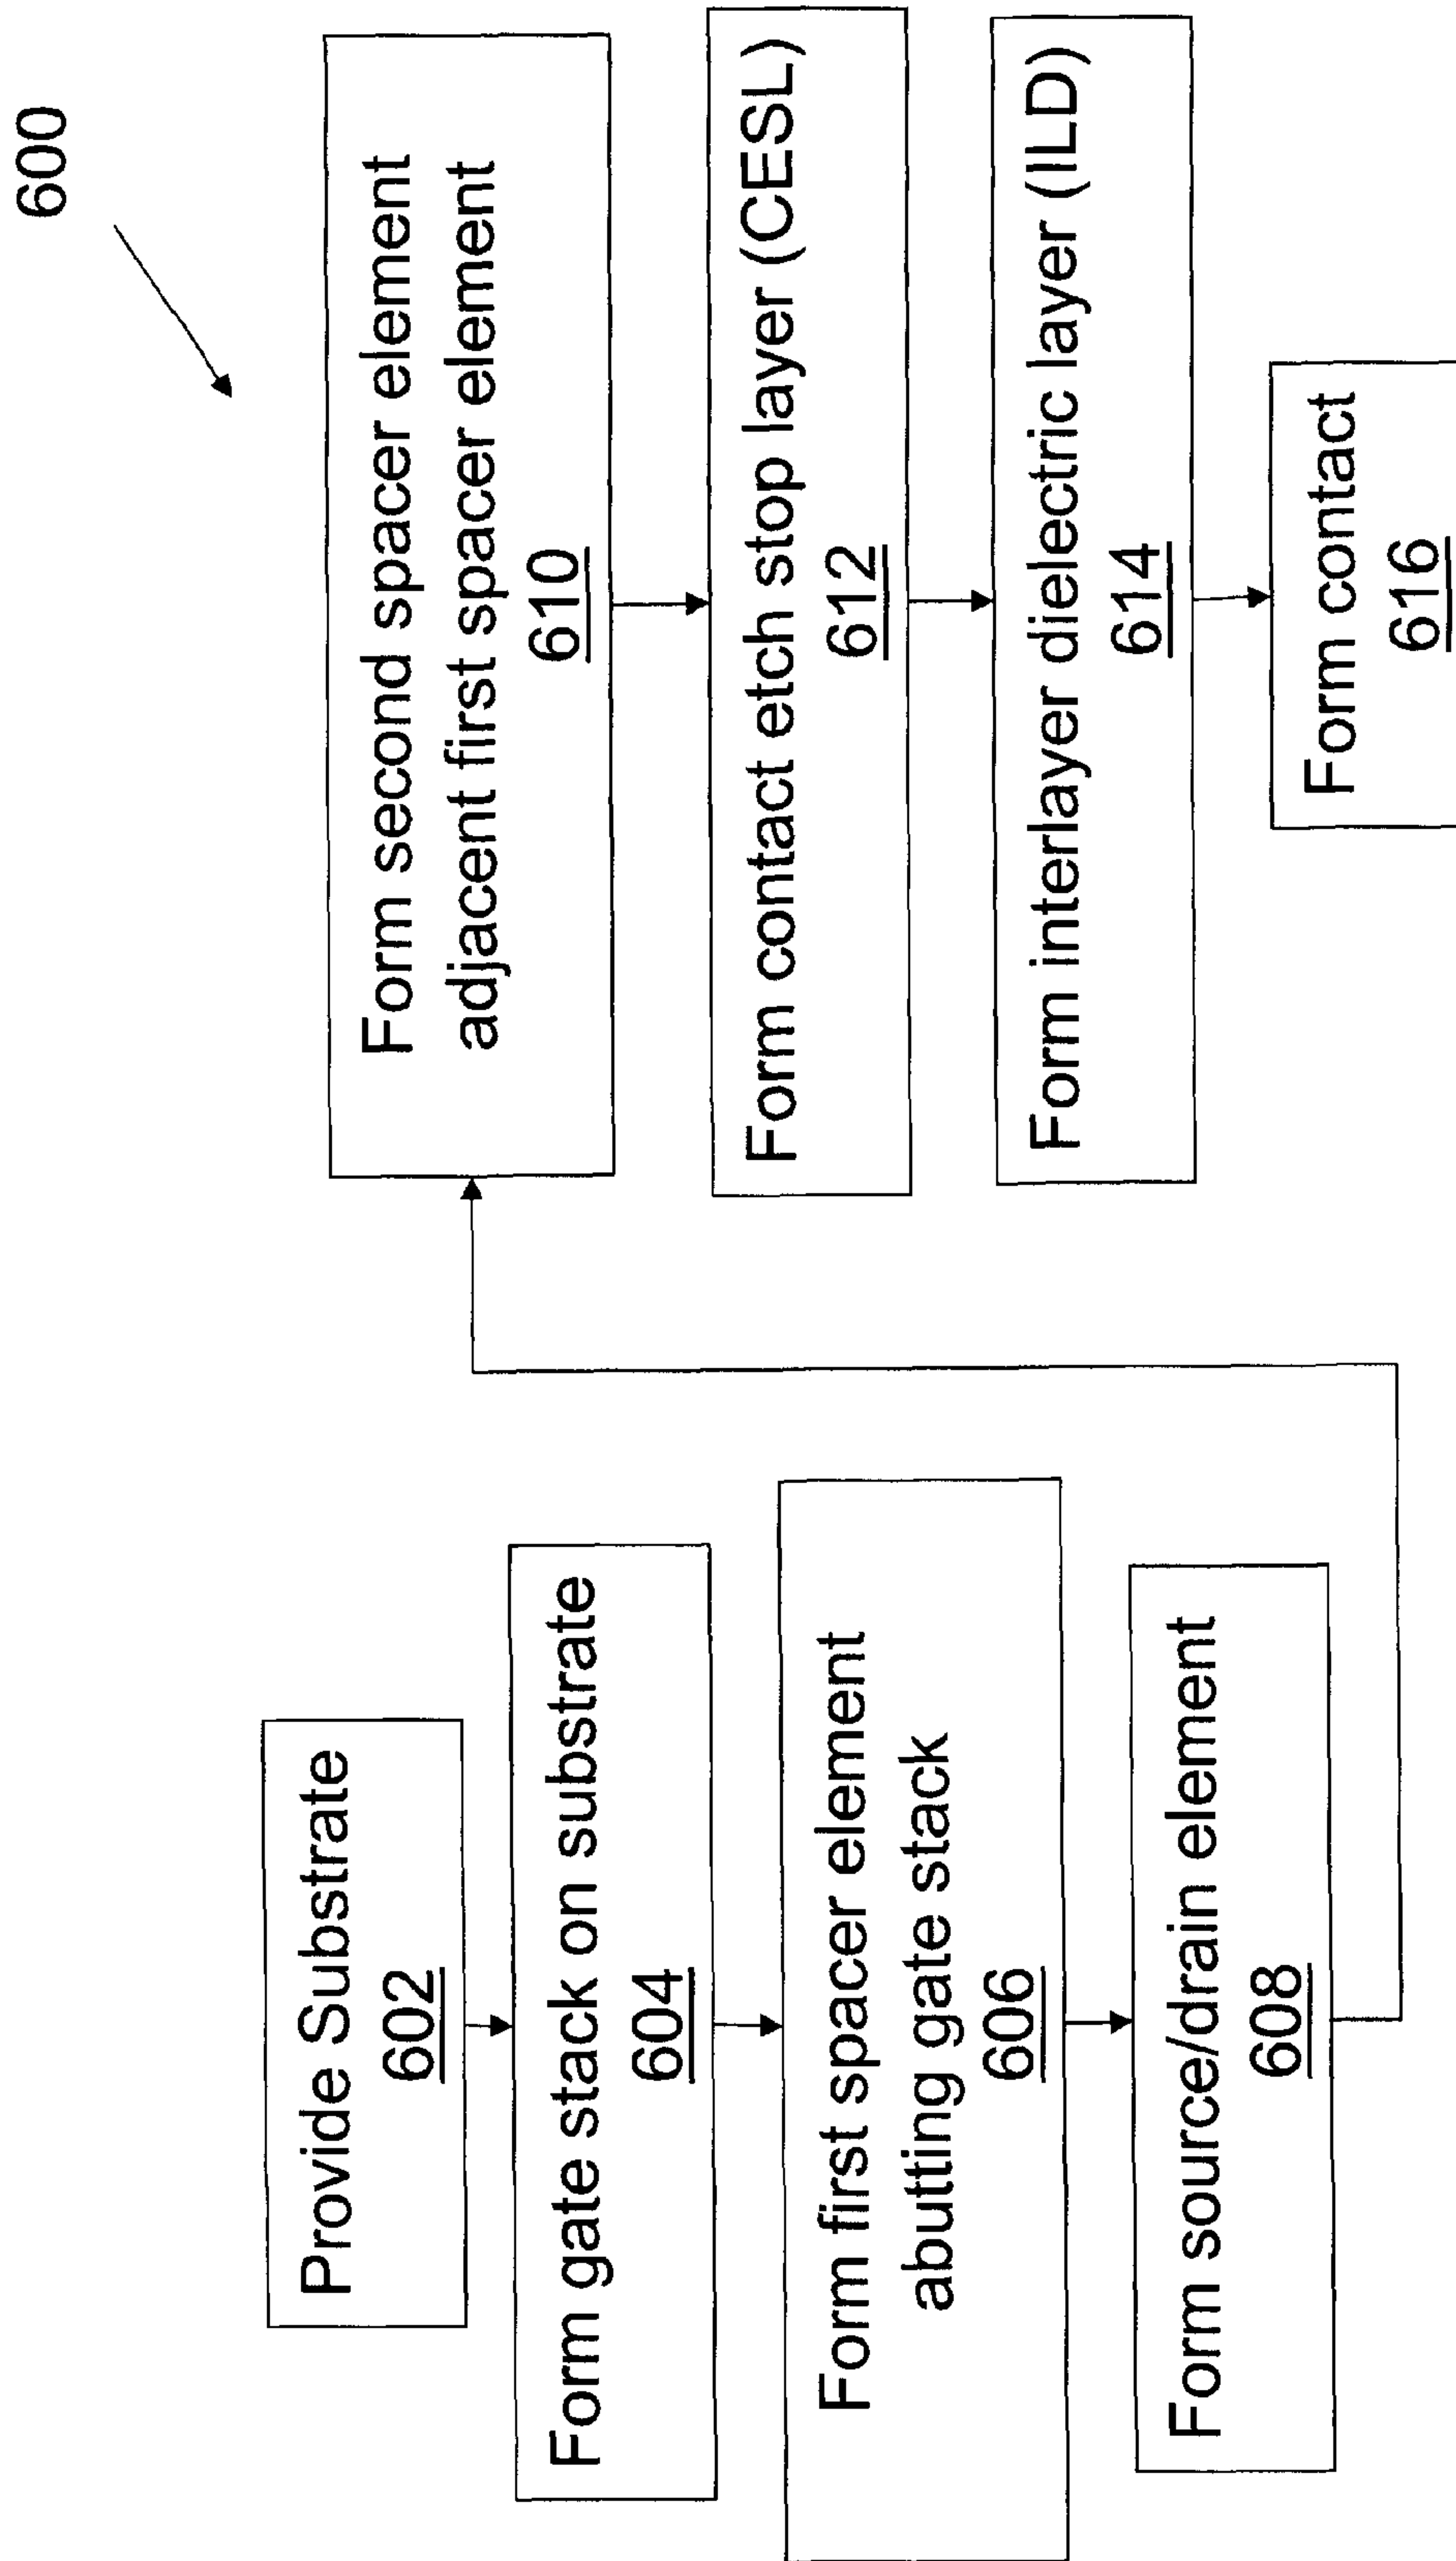 600
Provide Substrate
602
Form gate stack on substrate
604
Form first spacer element
abutting gate stack
606
Form source/drain element
608
Form second spacer element
adjacent first spacer element
610
Form contact etch stop layer (CESL)
612
Form interlayer dielectric layer (ILD)
614
Form contact
616